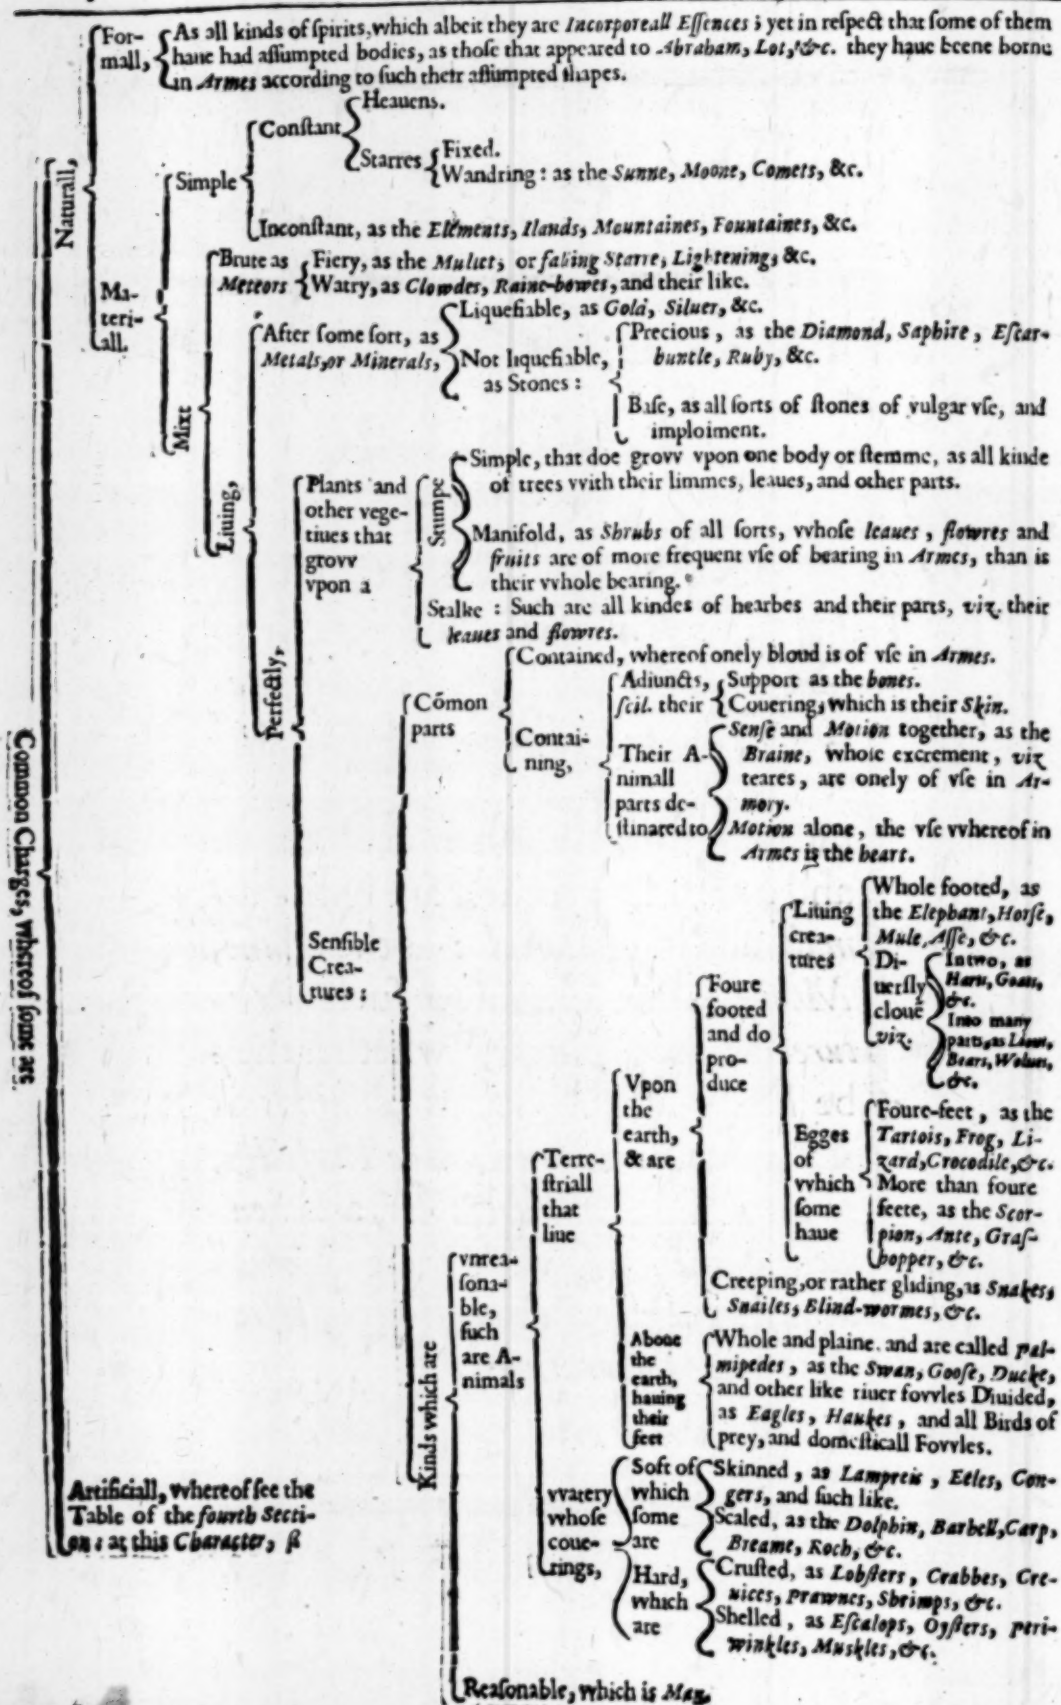 For-
mall,
As all kinds of ſpirits, which albeit they are Incorporeall Eſſences; yet in reſpect that ſome of them
haue had aſſumpted bodies, as thoſe that appeared to Abraham, Lot, &c. they haue beene borne
in Armes according to ſuch their aſſumpted ſhapes.
Naturall,
Ma-
teri-
all.
Simple
Conſtant
Heauens.
Starres
Fixed.
Wandring: as the Sunne, Moone, Comets, &c.
Inconſtant, as the Elements, Ilands, Mountaines, Fountaines, &c.
Mixt
Brute as
Meteors
Fiery, as the Mullet, or falling Starre, Lightenings, &c.
Watry, as Clowdes, Raine-bowes, and their like.
Liuing,
After ſome ſort, as
Metals, or Minerals,
Liquefiable, as Gold, Siluer, &c.
Not liquefiable,
as Stones:
Precious, as the Diamond, Saphire, Eſcar-
buntle, Ruby, &c.
Baſe, as all ſorts of ſtones of vulgar vſe, and
imploiment.
Perfectly,
Plants and
other vege-
tiues that
grovv
vpon a
Stumpe
Simple, that doe grovv vpon one body or ſtemme, as all kinde
of trees vvith their limmes, leaues, and other parts.
Manifold, as Shrubs of all ſorts, vvhoſe leaues, flowres and
fruits are of more frequent vſe of bearing in Armes, than is
their vvhole bearing.
Stalke: Such are all kindes of hearbes and their parts, viz. their
leaues and flowres.
Senſible
Crea-
tures:
Cōmon
parts
Contained, whereof onely bloud is of vſe in Armes.
Contai-
ning,
Adiuncts,
ſcil. their
Support as the bones.
Couering, which is their Skin.
Their A-
nimall
parts de-
ſtinated to
Senſe and Motion together, as the
Braine, whoſe excrement, viz
teares, are onely of vſe in Ar-
mory.
Motion alone, the vſe vvhereof in
Armes is the heart.
Kinds which are
vnrea-
ſona-
ble,
ſuch
are A-
nimals
Terre-
ſtriall
that
liue
Vpon
the
earth,
& are
Foure
footed
and do
pro-
duce
Liuing
crea-
tures
Whole footed, as
the Elephant, Horſe,
Mule, Aſſe, &c.
Di-
uerſly
clouē
viz.
Intwo, as
Harts, Goats,
&c.
Into many
parts, as Lions,
Bears, Wolues,
&c.
Egges
of
vvhich
ſome
haue
Foure-feet, as the
Tartois, Frog, Li-
zard, Crocodile, &c.
More than foure
feete, as the Scor-
pion, Ante, Graſ-
hopper, &c.
Creeping, or rather gliding, as Snakes,
Snailes, Blind-wormes, &c.
Aboue
the
earth,
hauing
their
feet
Whole and plaine, and are called pal-
mipedes, as the Swan, Gooſe, Ducke,
and other like riuer fovvles Diuided,
as Eagles, Haukes, and all Birds of
prey, and domeſticall Fovvles.
vvatery
vvhoſe
coue-
rings,
Soft of
which
ſome
are
Skinned, as Lampreis, Eeles, Con-
gers, and ſuch like.
Scaled, as the Dolphin, Barbell, Carp,
Breame, Roch, &c.
Hard,
which
are
Cruſted, as Lobſters, Crabbes, Cre-
uices, Prawnes, Shrimps, &c.
Shelled, as Eſcalops, Oyſters, peri-
winkles, Muskles, &c.
Reaſonable, which is Man.
Common Charges, whereof ſome are
Artificiall, vvhereof ſee the
Table of the fourth Secti-
on: at this Character, ß